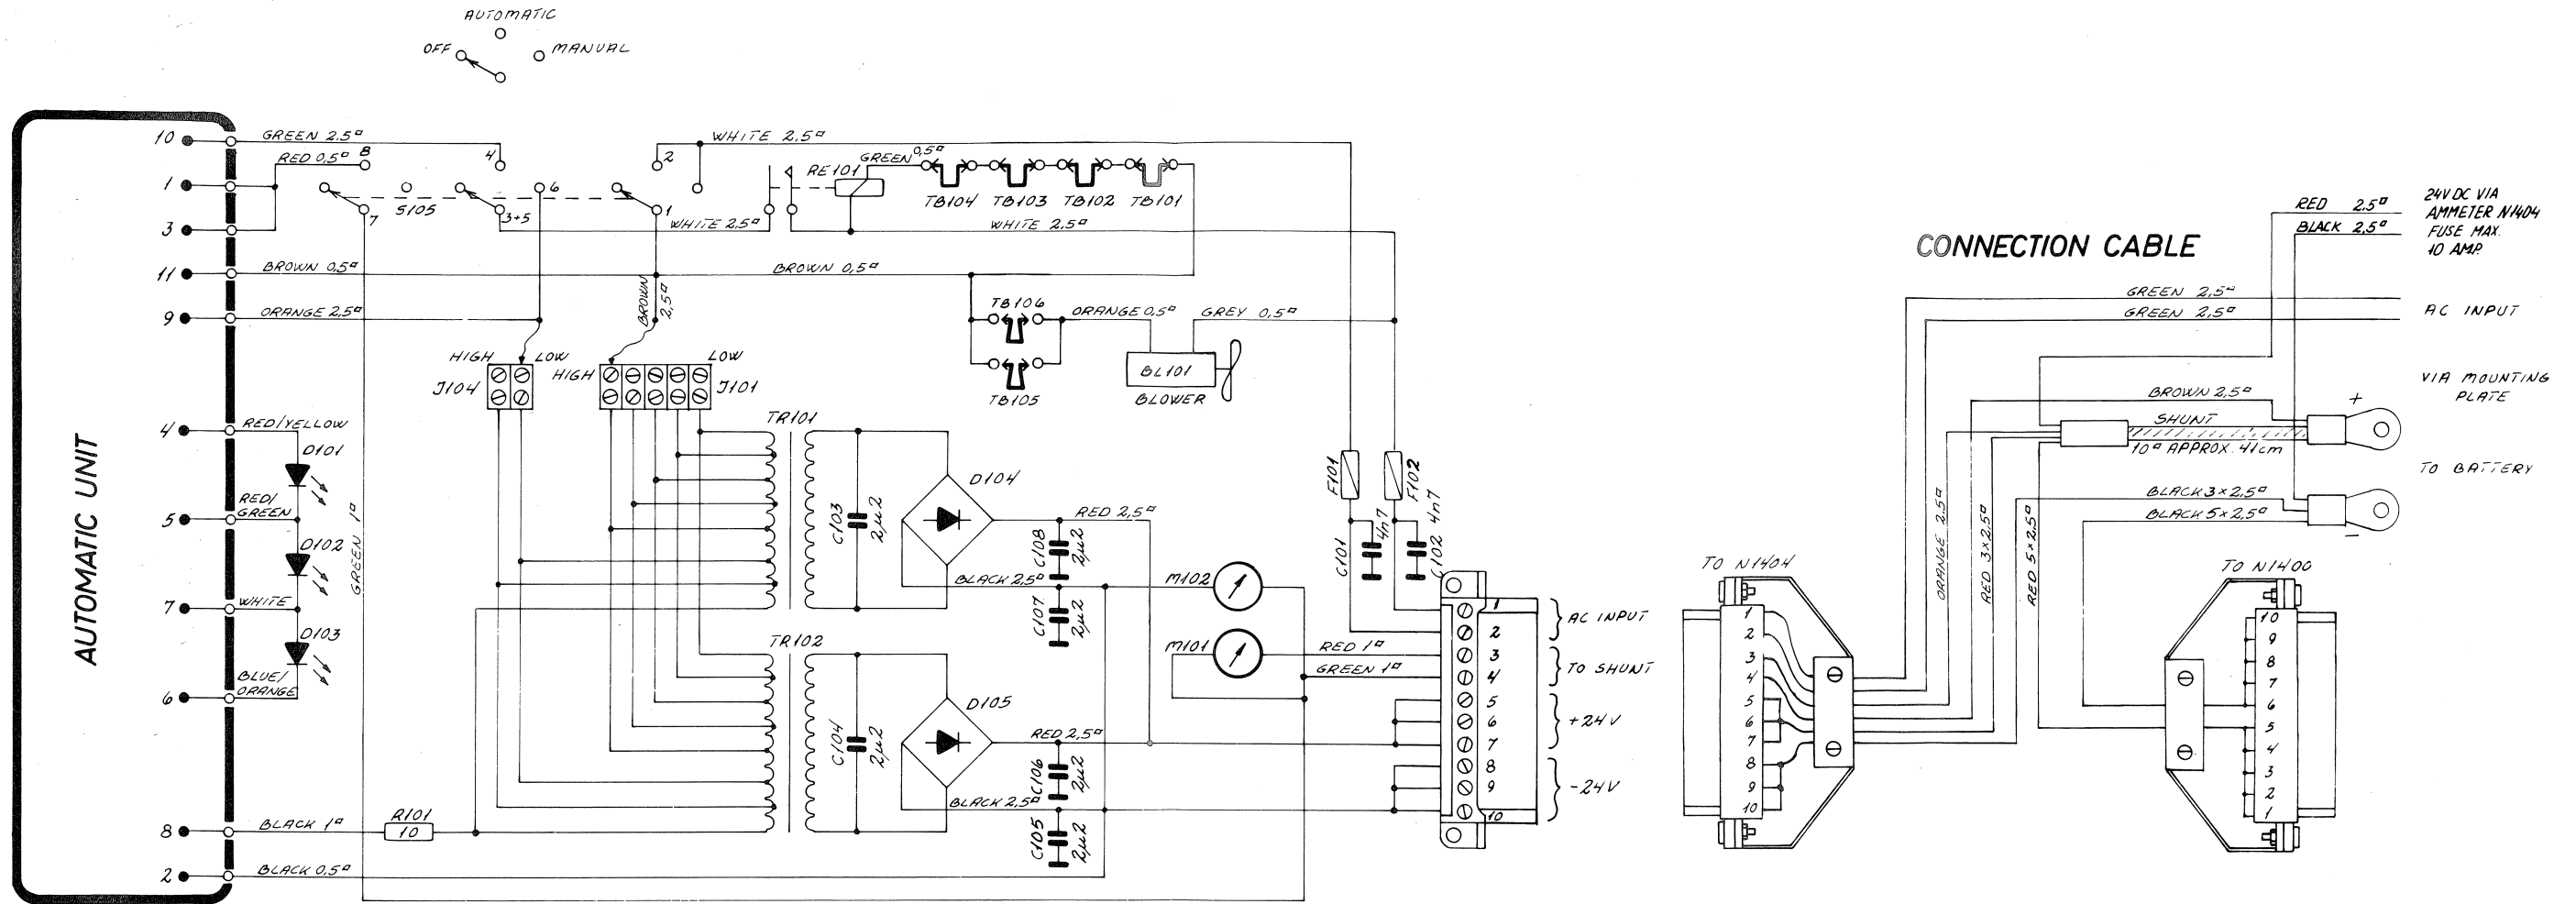 AUTOMATIC
OFF
MANUAL
AUTOMATIC UNIT
10
GREEN 2,5¤
1
RED 0,5¤
8
4
2
WHITE 2,5¤
RE101
GREEN 0,5¤
TB104
TB103
TB102
TB101
S105
6
3
7
3+5
1
WHITE 2,5¤
WHITE 2,5¤
11
BROWN 0,5¤
BROWN 0,5¤
BROWN 2,5¤
9
ORANGE 2,5¤
TB106
ORANGE 0,5¤
GREY 0,5¤
TB105
BL101
BLOWER
HIGH
LOW
J104
HIGH
LOW
J101
4
RED/YELLOW
D101
5
RED/
GREEN
D102
7
WHITE
D103
6
BLUE/
ORANGE
GREEN 1¤
TR101
C103
2µ2
D104
RED 2,5¤
C108
2µ2
BLACK 2,5¤
C107
2µ2
TR102
C104
2µ2
D105
RED 2,5¤
C106
2µ2
BLACK 2,5¤
C105
2µ2
8
BLACK 1¤
R101
10
2
BLACK 0,5¤
M102
M101
RED 1¤
GREEN 1¤
F101
F102
C101
4n7
C102
4n7
1
2
3
4
5
6
7
8
9
10
AC INPUT
TO SHUNT
+24V
-24V
CONNECTION CABLE
RED 2,5¤
BLACK 2,5¤
24V DC VIA
AMMETER N1404
FUSE MAX.
10 AMP.
GREEN 2,5¤
GREEN 2,5¤
AC INPUT
VIA MOUNTING
PLATE
BROWN 2,5¤
+
SHUNT
10¤ APPROX. 41cm
TO BATTERY
BLACK 3×2,5¤
BLACK 5×2,5¤
–
ORANGE 2,5¤
RED 3×2,5¤
RED 5×2,5¤
TO N1404
1
2
3
4
5
6
7
8
9
10
TO N1400
10
9
8
7
6
5
4
3
2
1